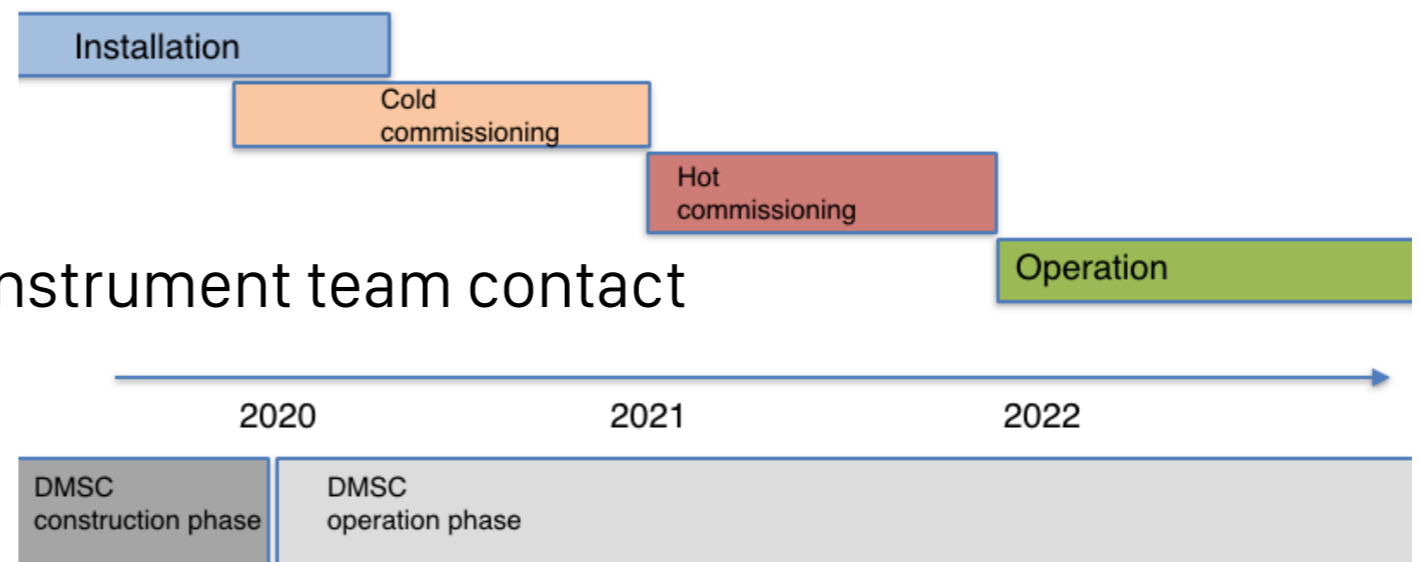 Installation
Cold
commissioning
Hot
commissioning
nstrument team contact
Operation
2020 2021 2022
DMSC
construction phase
DMSC
operation phase